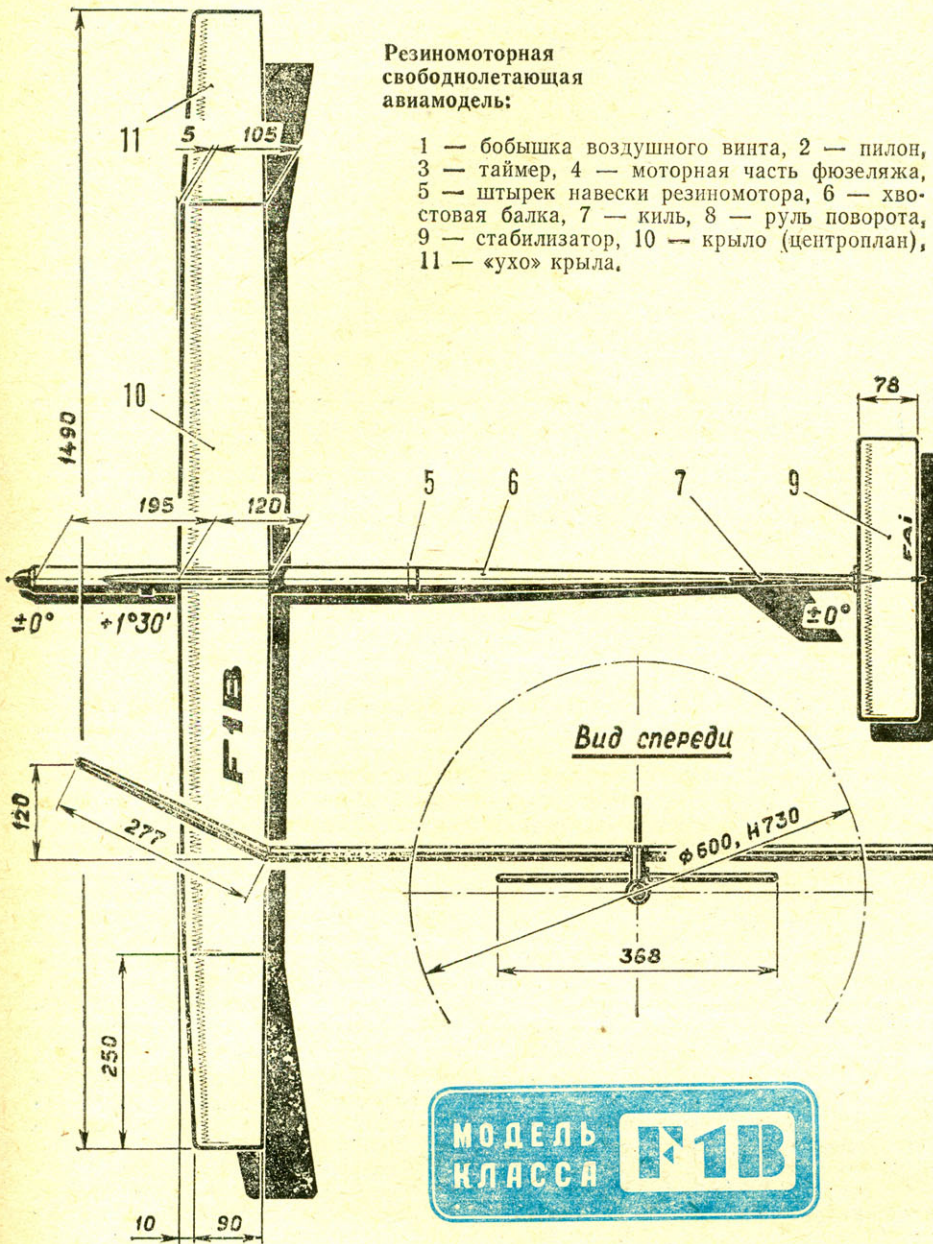 Резиномоторная
свободнолетающая
авиамодель:
1 — бобышка воздушного винта, 2 — пилон,
3 — таймер, 4 — моторная часть фюзеляжа,
5 — штырек навески резиномотора, 6 — хво-
стовая балка, 7 — киль, 8 — руль поворота,
9 — стабилизатор, 10 — крыло (центроплан),
11 — «ухо» крыла.
11
5 105
10
1490
195 120
5 6 7 9
78
FAI
±0° +1°30′ ±0°
F1B
Вид спереди
120
277
ϕ600, H730
368
250
10 90
МОДЕЛЬ
КЛАССА
F1B